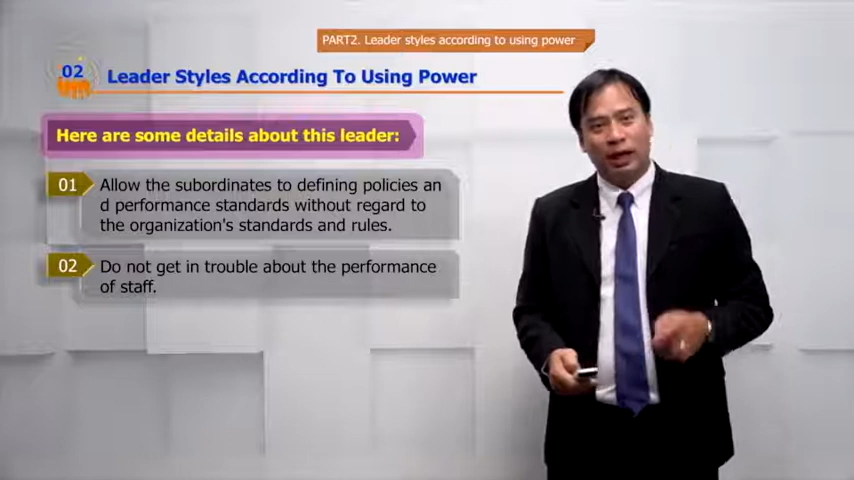 PART2. Leader styles according to using power
02
Leader Styles According To Using Power
Here are some details about this leader:
01
Allow the subordinates to defining policies an
d performance standards without regard to
the organization's standards and rules.
02
Do not get in trouble about the performance
of staff.